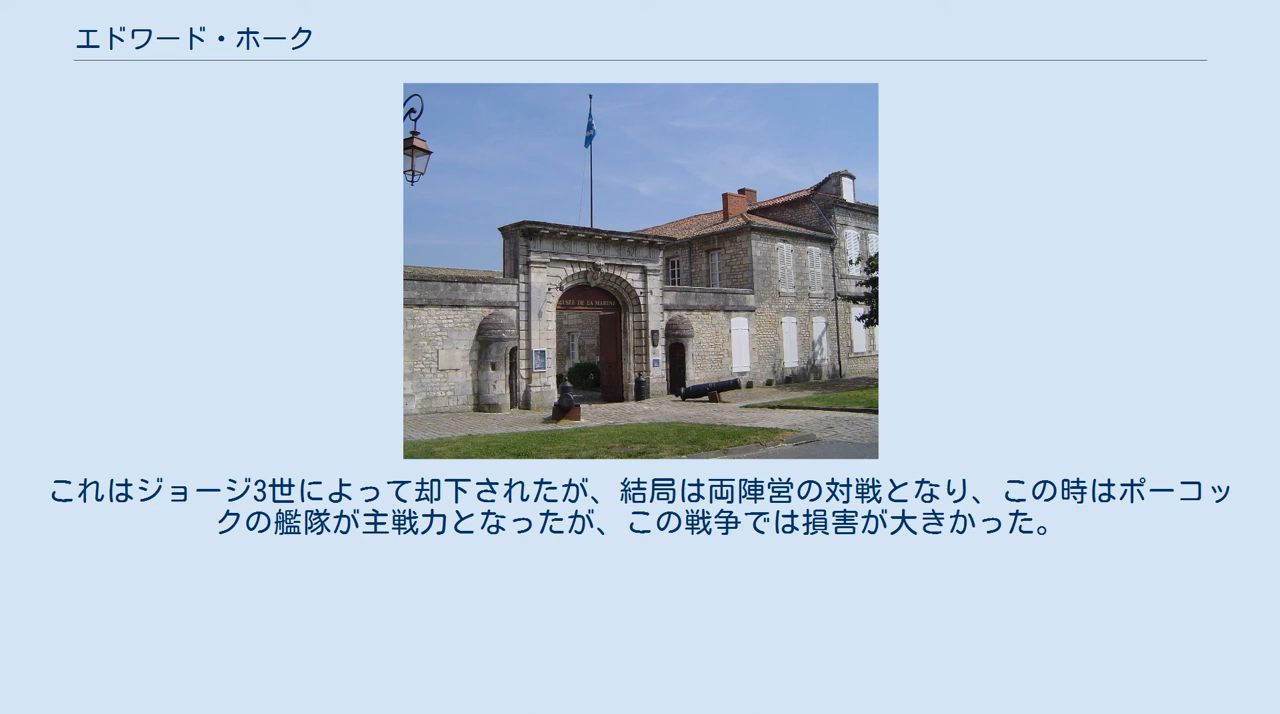 エドワード・ホーク
MUSÉE DE LA MARINE
これはジョージ3世によって却下されたが、結局は両陣営の対戦となり、この時はポーコッ
クの艦隊が主戦力となったが、この戦争では損害が大きかった。